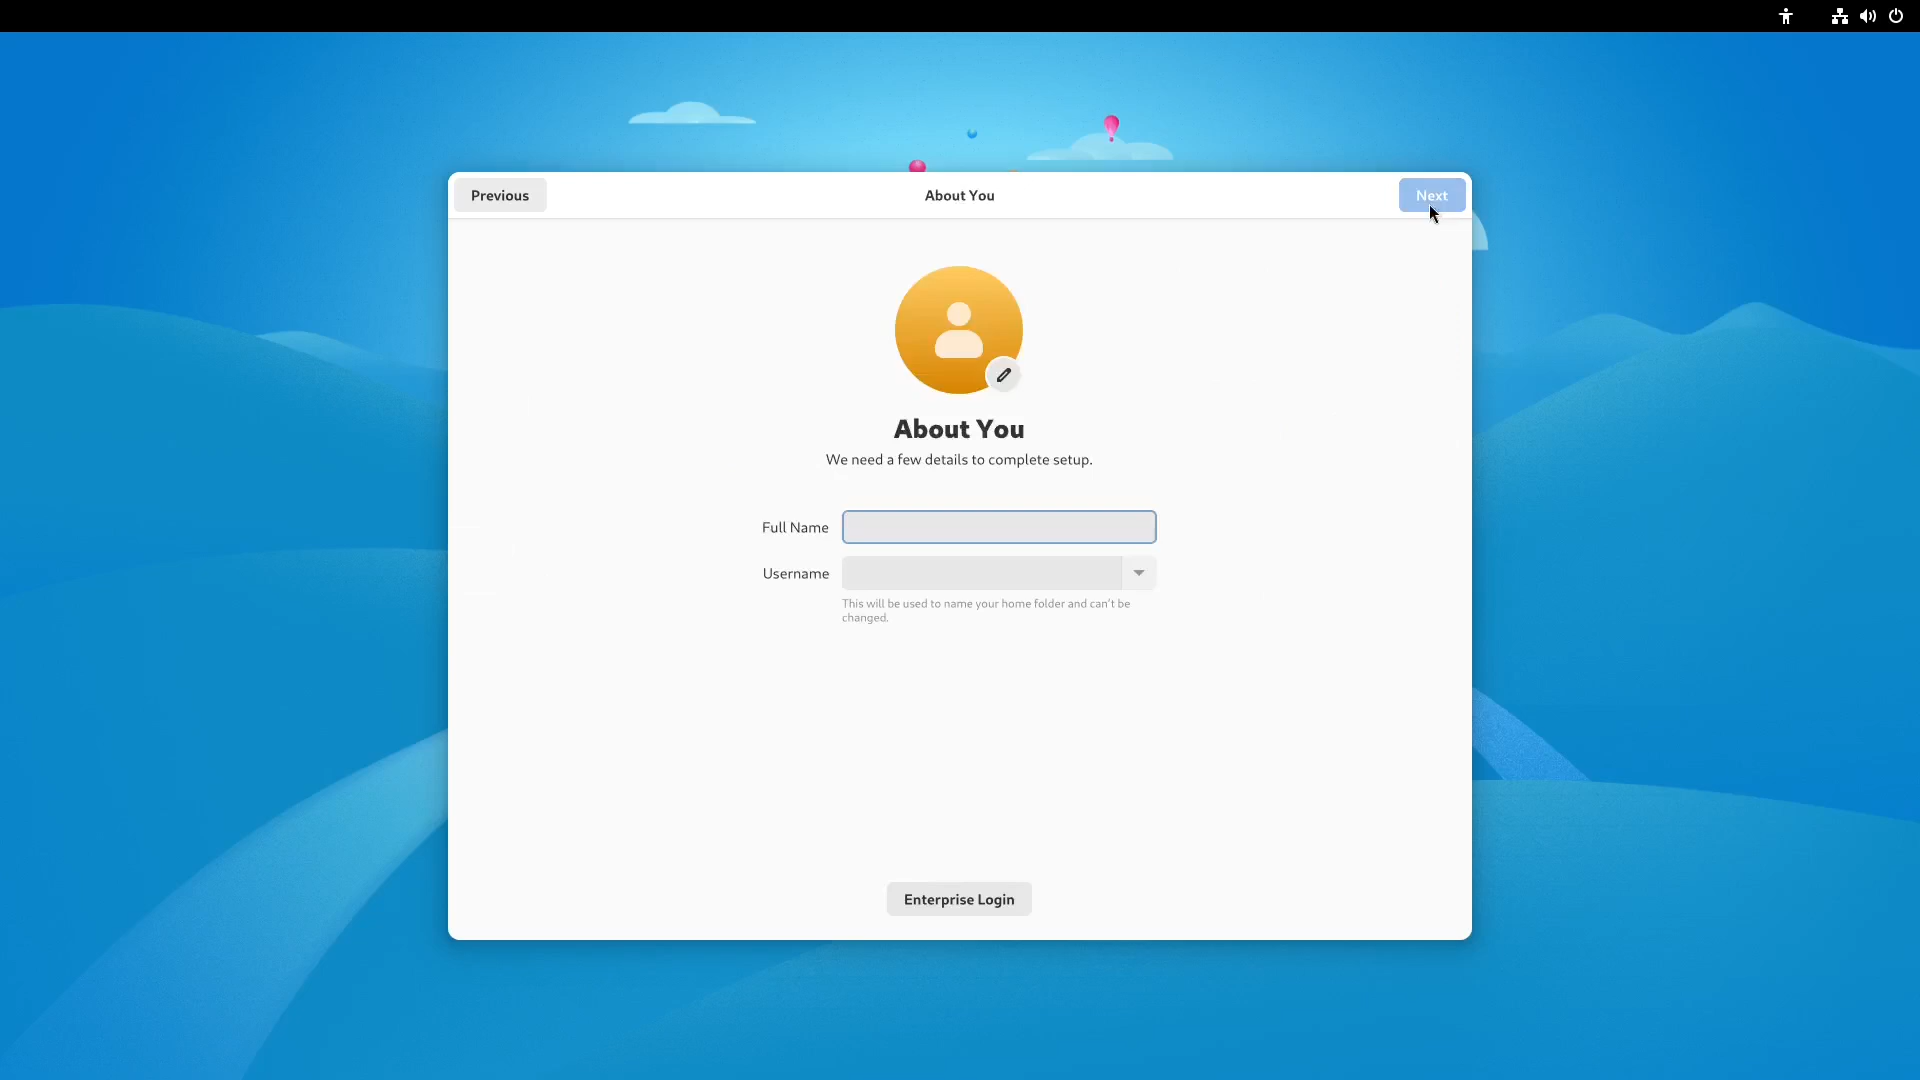 Previous
About You
Next
About You
We need a few details to complete setup.
Full Name
Username
This will be used to name your home folder and can't be
changed.
Enterprise Login